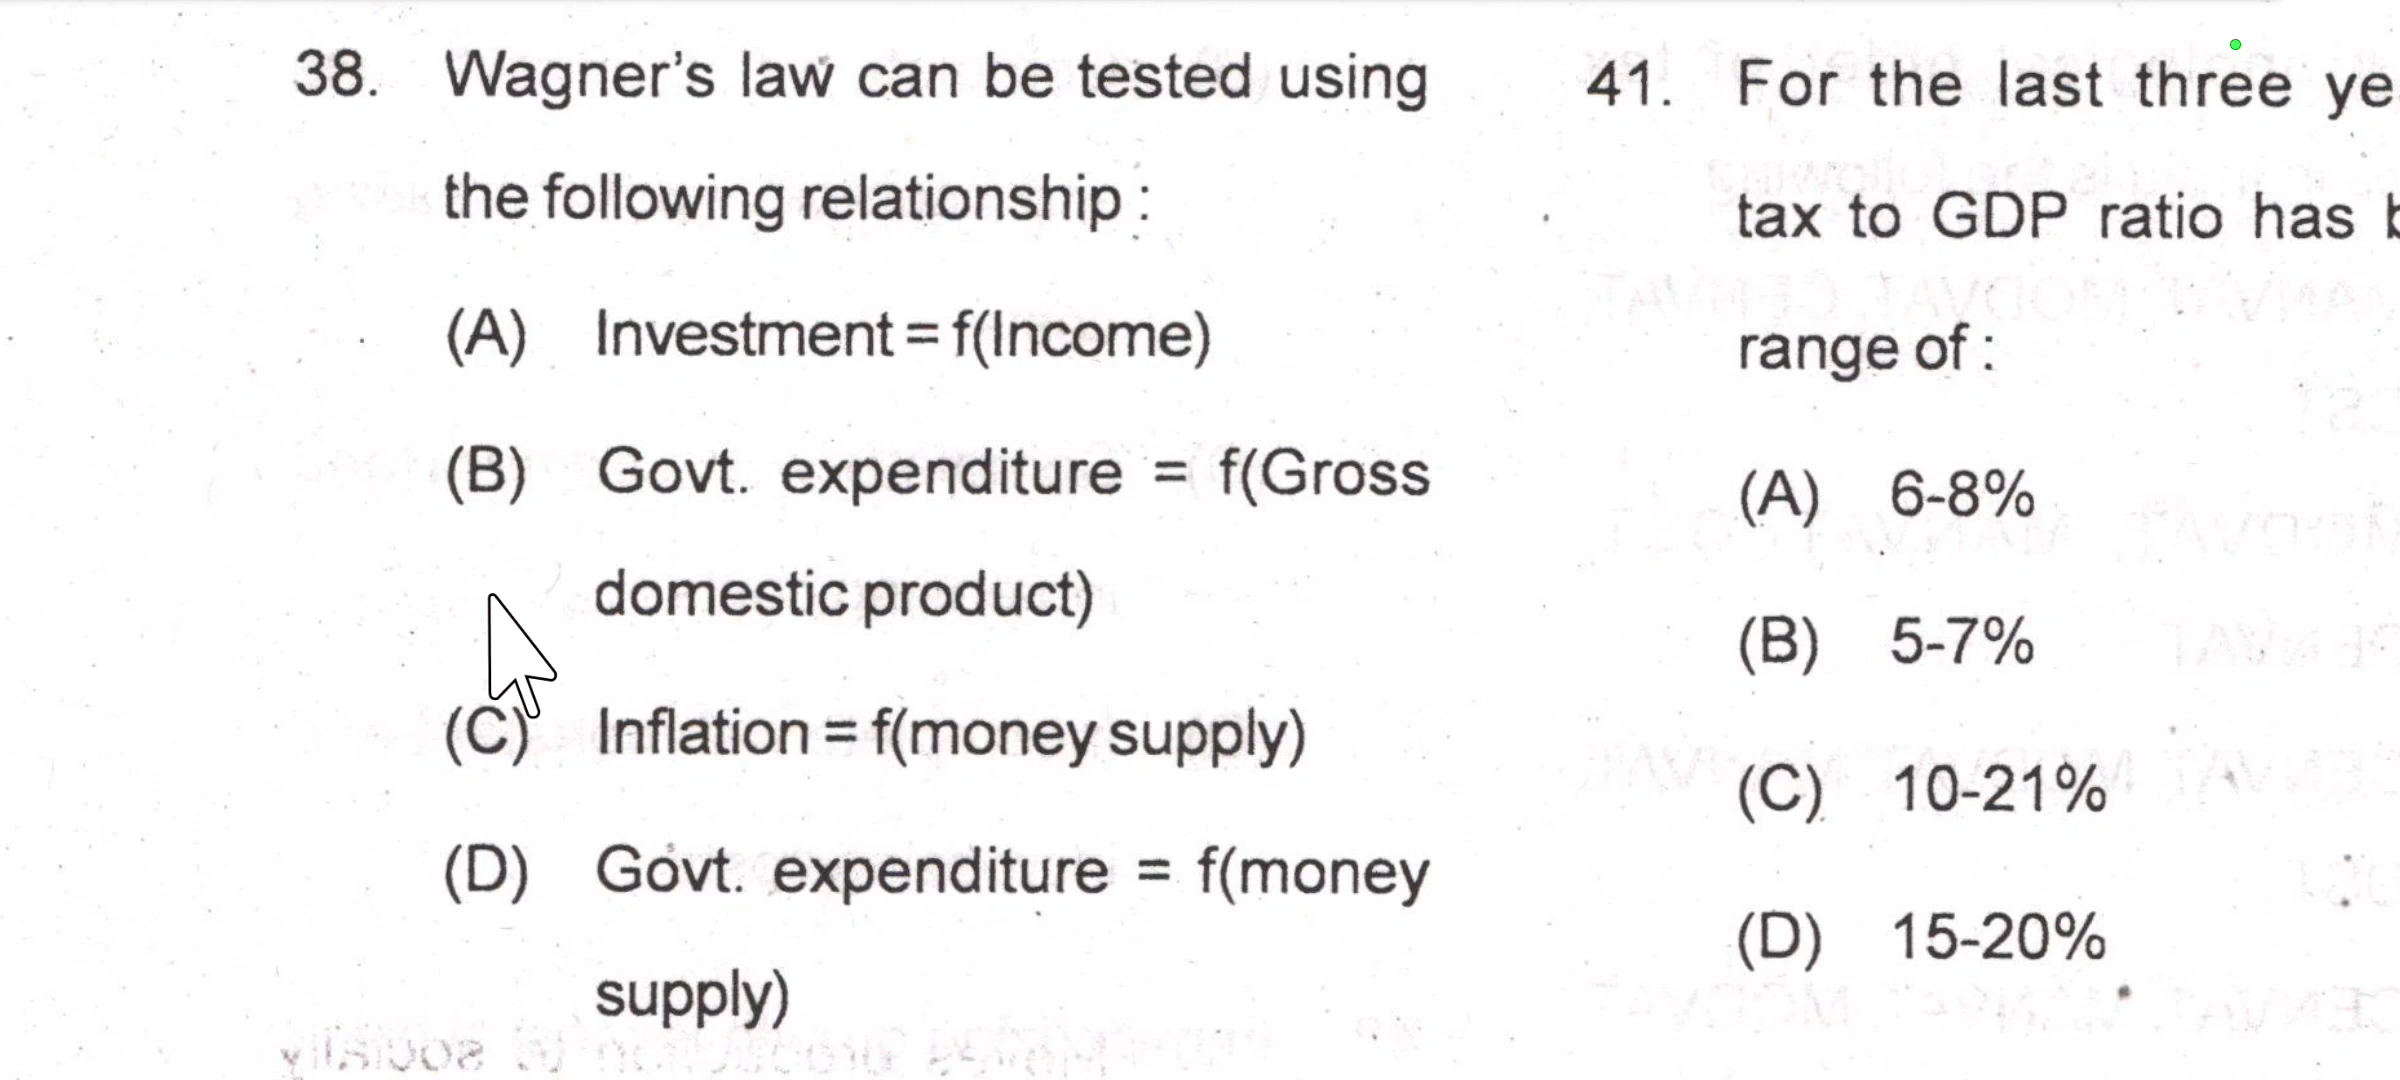 38. Wagner's law can be tested using
the following relationship :
(A) Investment = f(Income)
(B) Govt. expenditure = f(Gross
domestic product)
(C) Inflation = f(money supply)
(D) Govt. expenditure = f(money
supply)
41. For the last three
tax to GDP ratio has
range of :
(A) 6-8%
(B) 5-7%
(C) 10-21%
(D) 15-20%